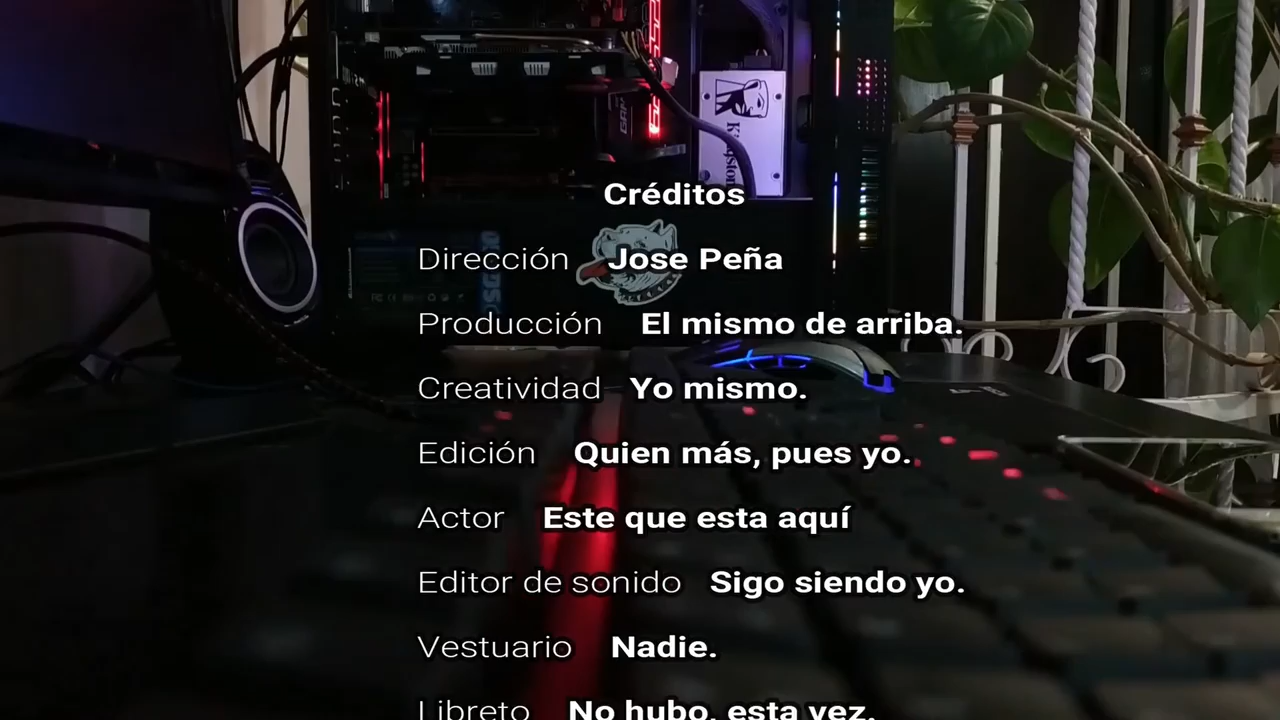 Kingston
Créditos
Dirección Jose Peña
Producción El mismo de arriba.
Creatividad Yo mismo.
Edición Quien más, pues yo.
Actor Este que esta aquí
Editor de sonido Sigo siendo yo.
Vestuario Nadie.
Libreto No hubo, esta vez.